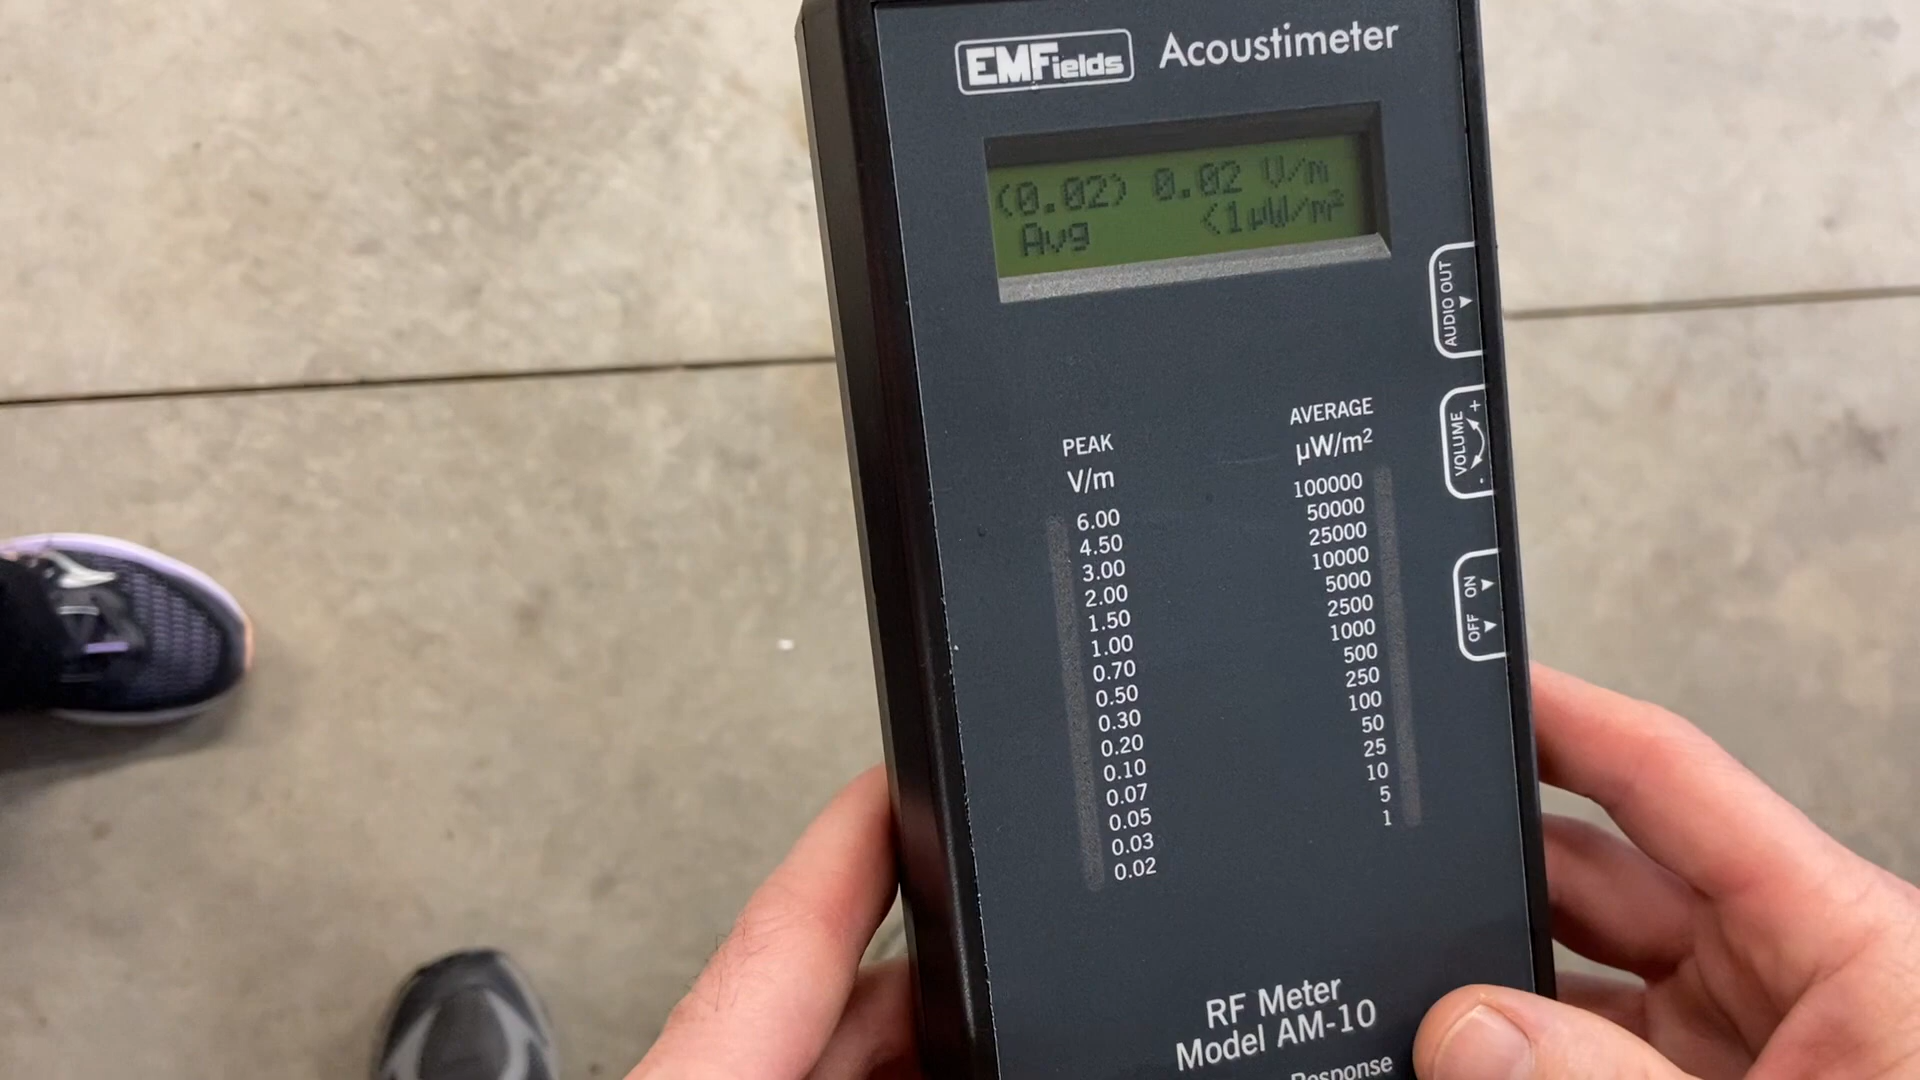 EMFields Acoustimeter
(0.02) 0.02 V/m
Avg <1µW/m²
AUDIO OUT
VOLUME
- +
OFF ON
PEAK
V/m
6.00
4.50
3.00
2.00
1.50
1.00
0.70
0.50
0.30
0.20
0.10
0.07
0.05
0.03
0.02
AVERAGE
µW/m²
100000
50000
25000
10000
5000
2500
1000
500
250
100
50
25
10
5
1
RF Meter
Model AM-10
Response